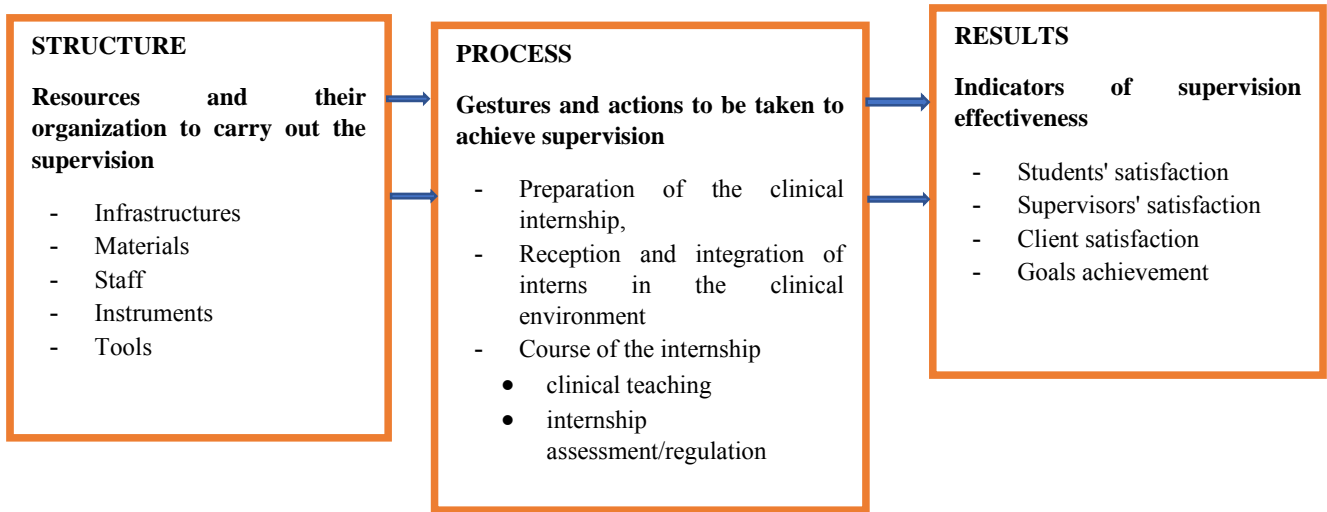 STRUCTURE
Resources and their
organization to carry out the
supervision
- Infrastructures
- Materials
- Staff
- Instruments
- Tools
PROCESS
Gestures and actions to be taken to
achieve supervision
- Preparation of the clinical
internship,
- Reception and integration of
interns in the clinical
environment
- Course of the internship
• clinical teaching
• internship
assessment/regulation
RESULTS
Indicators of supervision
effectiveness
- Students' satisfaction
- Supervisors' satisfaction
- Client satisfaction
- Goals achievement